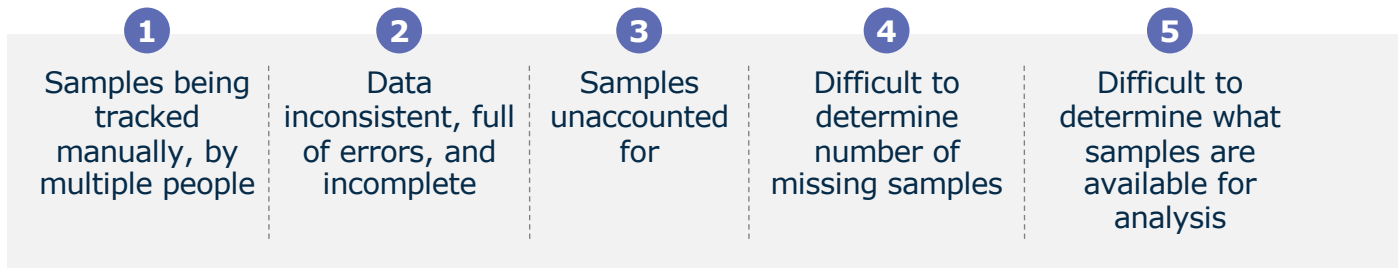 1
Samples being
tracked
manually, by
multiple people
2
Data
inconsistent, full
of errors, and
incomplete
3
Samples
unaccounted
for
4
Difficult to
determine
number of
missing samples
5
Difficult to
determine what
samples are
available for
analysis